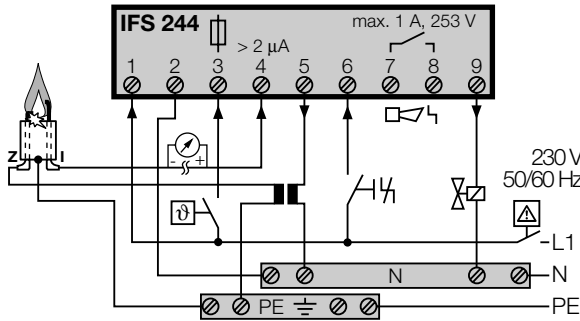 IFS 244
max. 1 A, 253 V
> 2 μA
1 2 3 4 5 6 7 8 9
Z I
- +
230 V
50/60 Hz
ϑ
L1
N N
PE PE